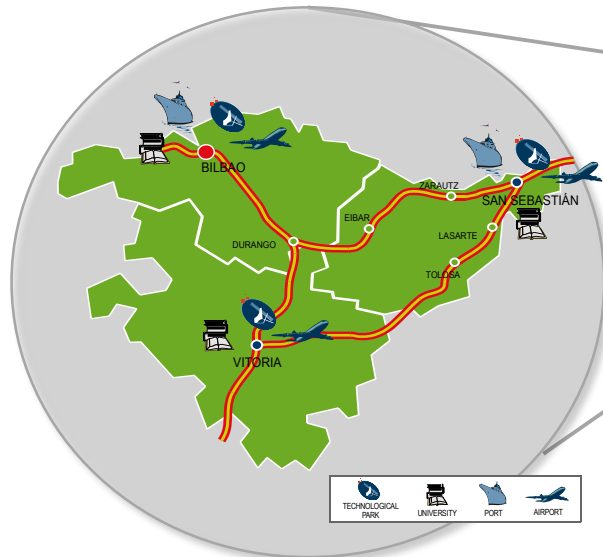 BILBAO
ZARAUTZ
SAN SEBASTIÁN
EIBAR
LASARTE
DURANGO
TOLOSA
VITORIA
TECHNOLOGICAL
PARK
UNIVERSITY
PORT
AIRPORT